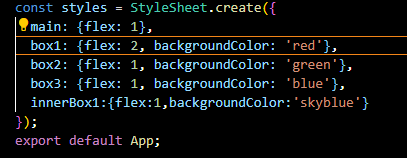 const styles = StyleSheet.create({
main: {flex: 1},
box1: {flex: 2, backgroundColor: 'red'},
box2: {flex: 1, backgroundColor: 'green'},
box3: {flex: 1, backgroundColor: 'blue'},
innerBox1:{flex:1,backgroundColor:'skyblue'}
});
export default App;